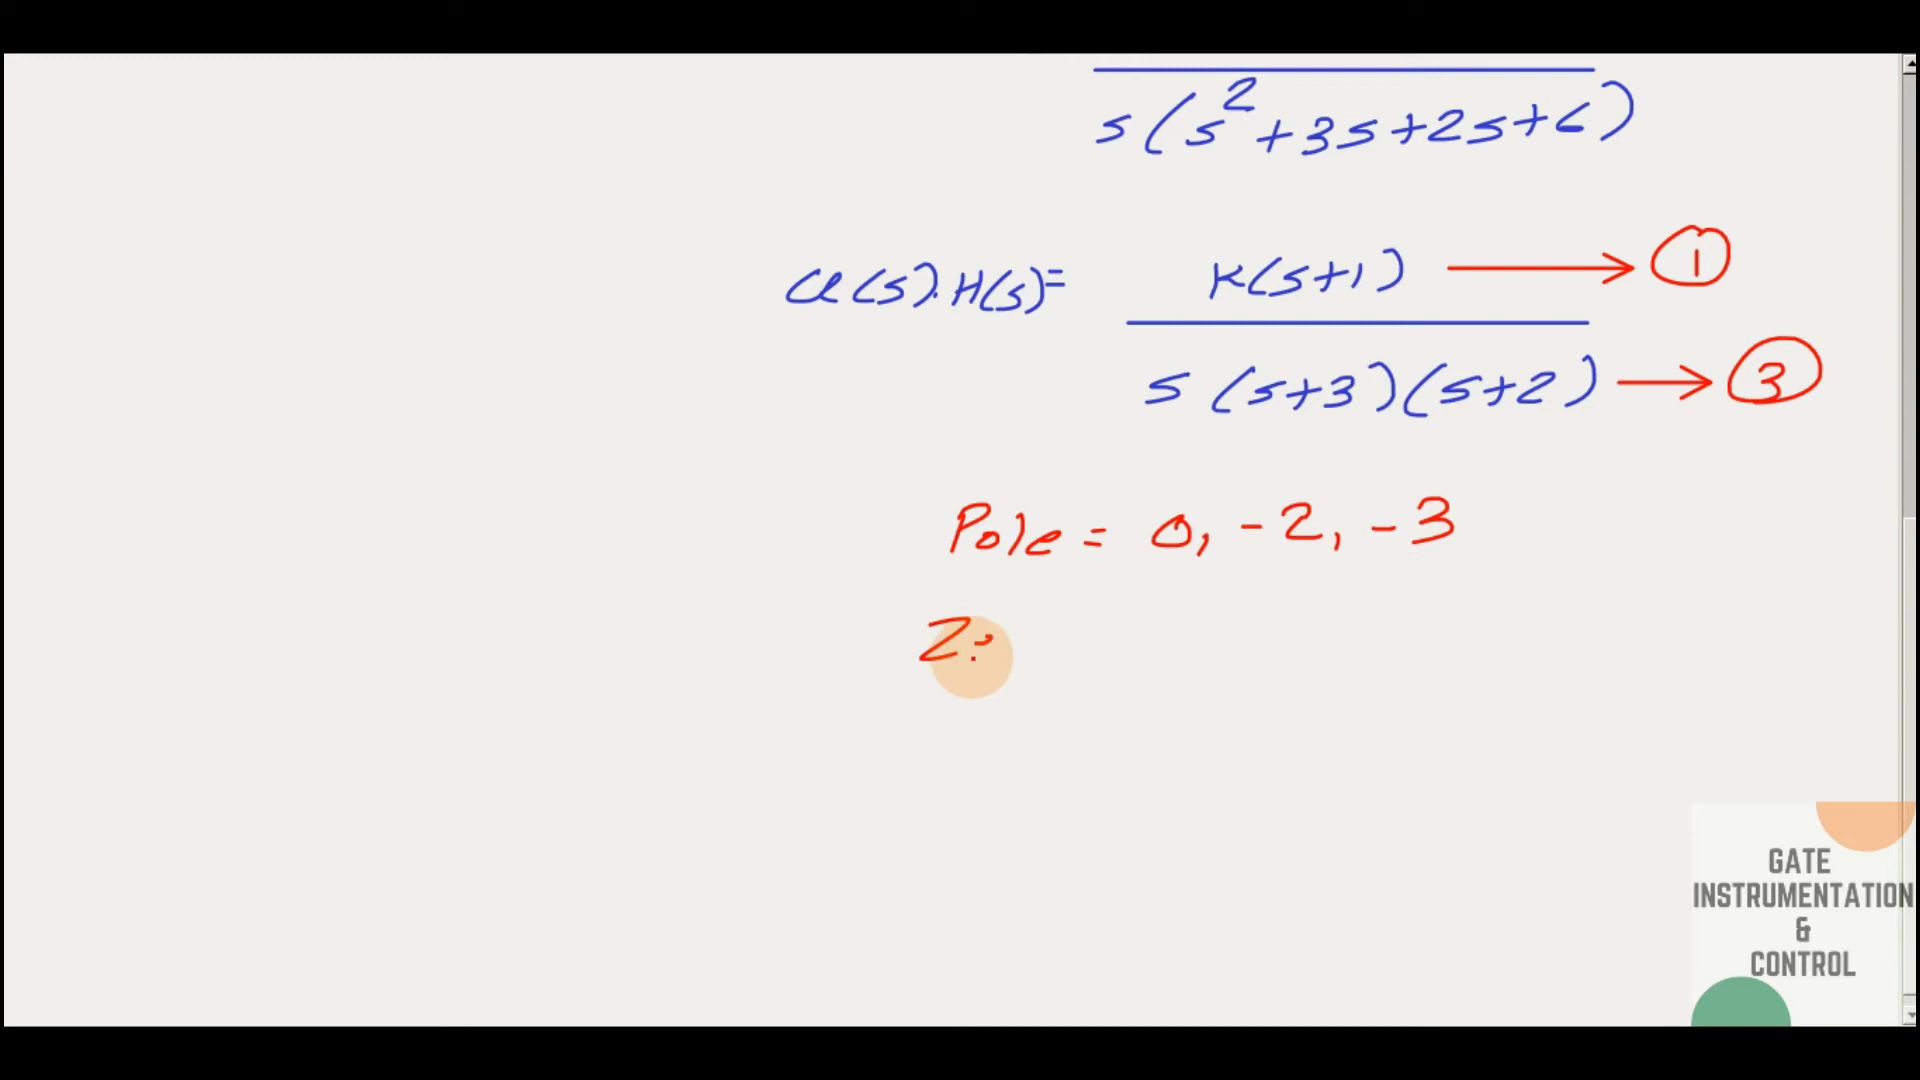 s(s²+3s+2s+6)
G(s).H(s)= K(s+1) → 1
s(s+3)(s+2) → 3
Pole = 0, -2, -3
Z:
GATE
INSTRUMENTATION
&
CONTROL